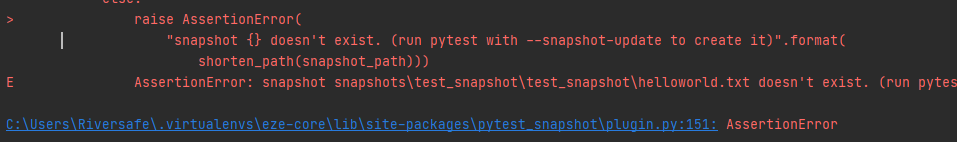 else:
> raise AssertionError(
"snapshot {} doesn't exist. (run pytest with --snapshot-update to create it)".format(
shorten_path(snapshot_path)))
E AssertionError: snapshot snapshots\test_snapshot\test_snapshot\helloworld.txt doesn't exist. (run pytes
C:\Users\Riversafe\.virtualenvs\eze-core\lib\site-packages\pytest_snapshot\plugin.py:151: AssertionError